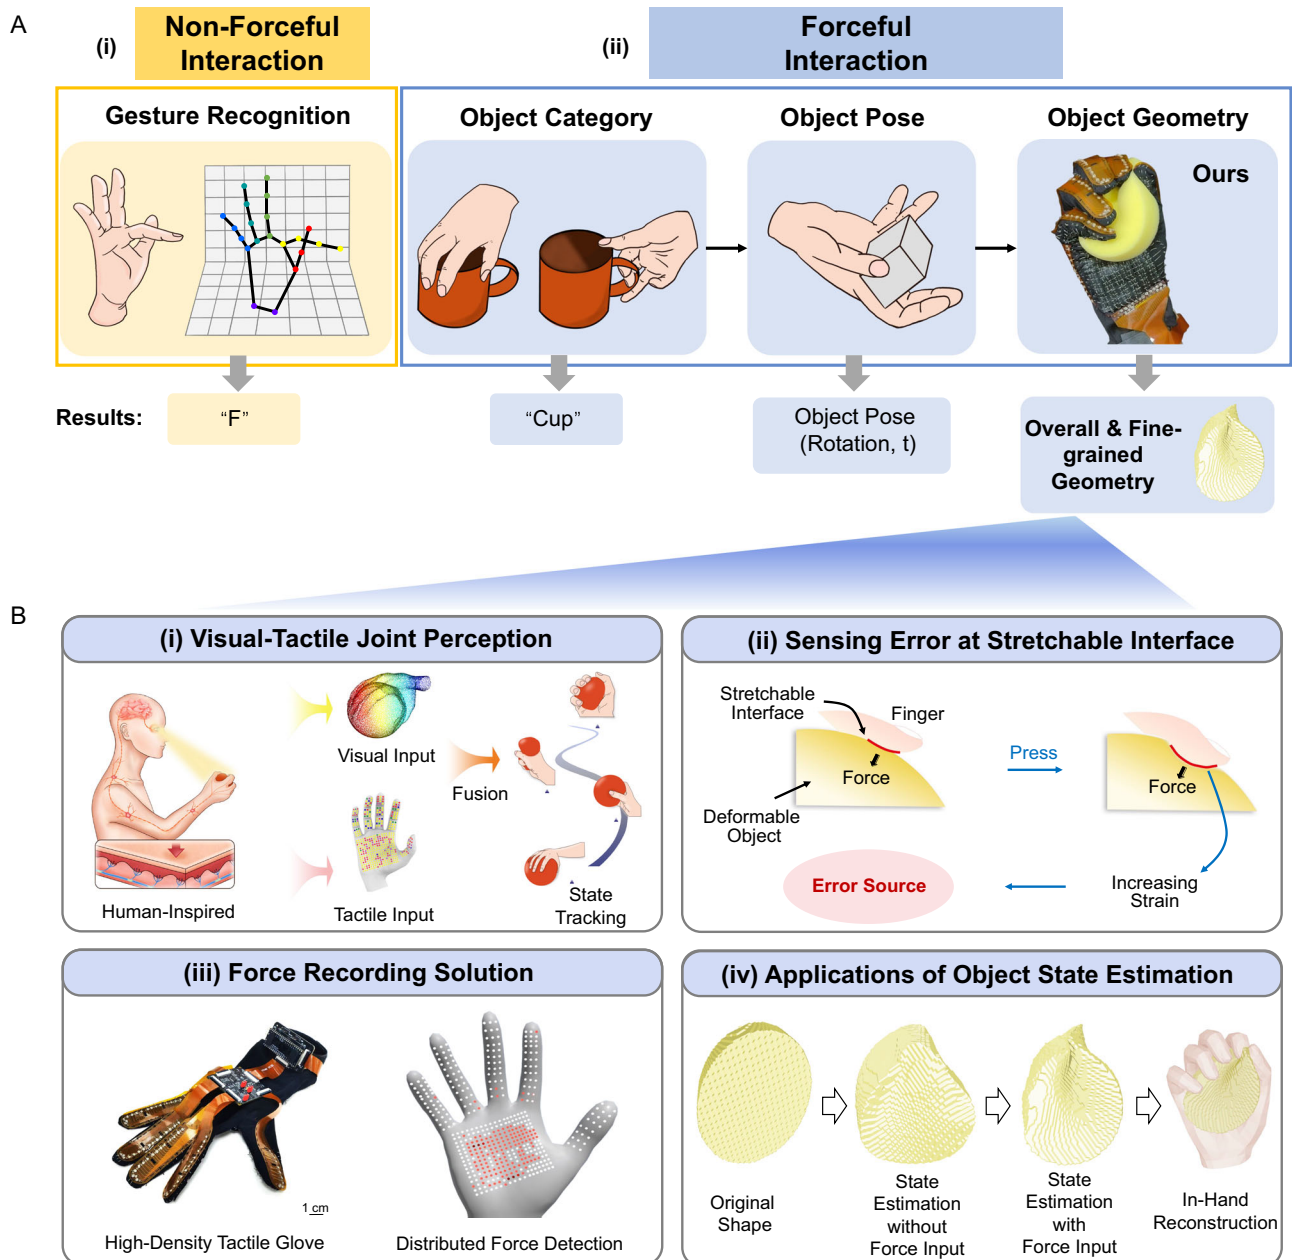 A
(i)
Non-Forceful
Interaction
(ii)
Forceful
Interaction
Gesture Recognition
Object Category
Object Pose
Object Geometry
Ours
Results:
“F”
“Cup”
Object Pose
(Rotation, t)
Overall & Fine-
grained
Geometry
B
(i) Visual-Tactile Joint Perception
Visual Input
Fusion
Human-Inspired
Tactile Input
State
Tracking
(ii) Sensing Error at Stretchable Interface
Stretchable
Interface
Finger
Force
Deformable
Object
Press
Force
Increasing
Strain
Error Source
(iii) Force Recording Solution
1 cm
High-Density Tactile Glove
Distributed Force Detection
(iv) Applications of Object State Estimation
Original
Shape
State
Estimation
without
Force Input
State
Estimation
with
Force Input
In-Hand
Reconstruction